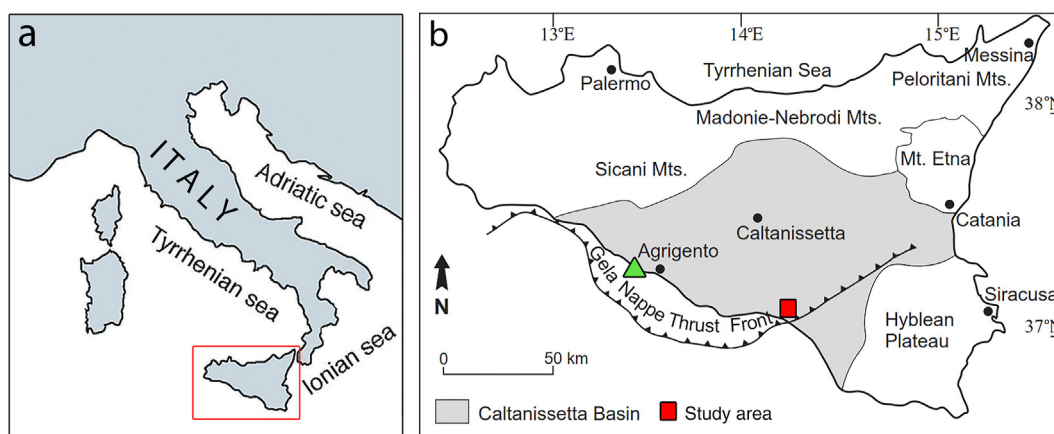 a
ITALY
Adriatic sea
Tyrrhenian sea
Ionian sea
b
13°E
14°E
15°E
Messina
Tyrrhenian Sea
Peloritani Mts.
Palermo
38°N
Madonie-Nebrodi Mts.
Mt. Etna
Sicani Mts.
Catania
Caltanissetta
Agrigento
Gela Nappe Thrust Front
N
Siracusa
Hyblean
Plateau
37°N
0
50 km
Caltanissetta Basin
Study area